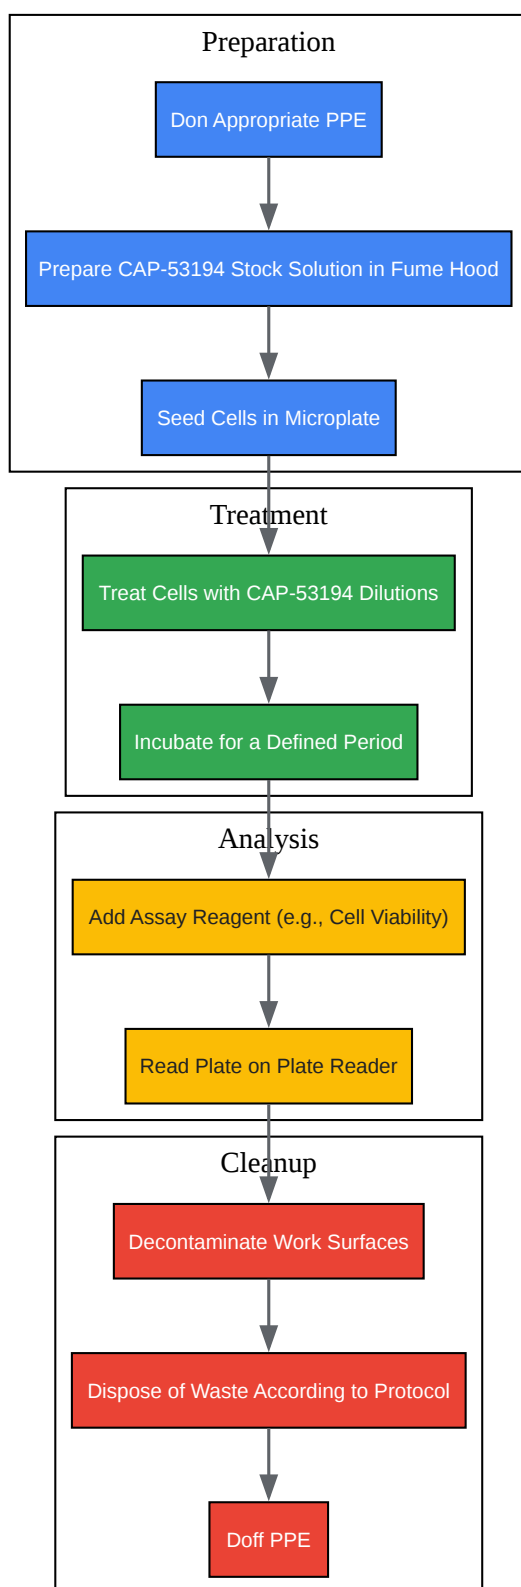 Preparation
Don Appropriate PPE
Prepare CAP-53194 Stock Solution in Fume Hood
Seed Cells in Microplate
Treatment
Treat Cells with CAP-53194 Dilutions
Incubate for a Defined Period
Analysis
Add Assay Reagent (e.g., Cell Viability)
Read Plate on Plate Reader
Cleanup
Decontaminate Work Surfaces
Dispose of Waste According to Protocol
Doff PPE